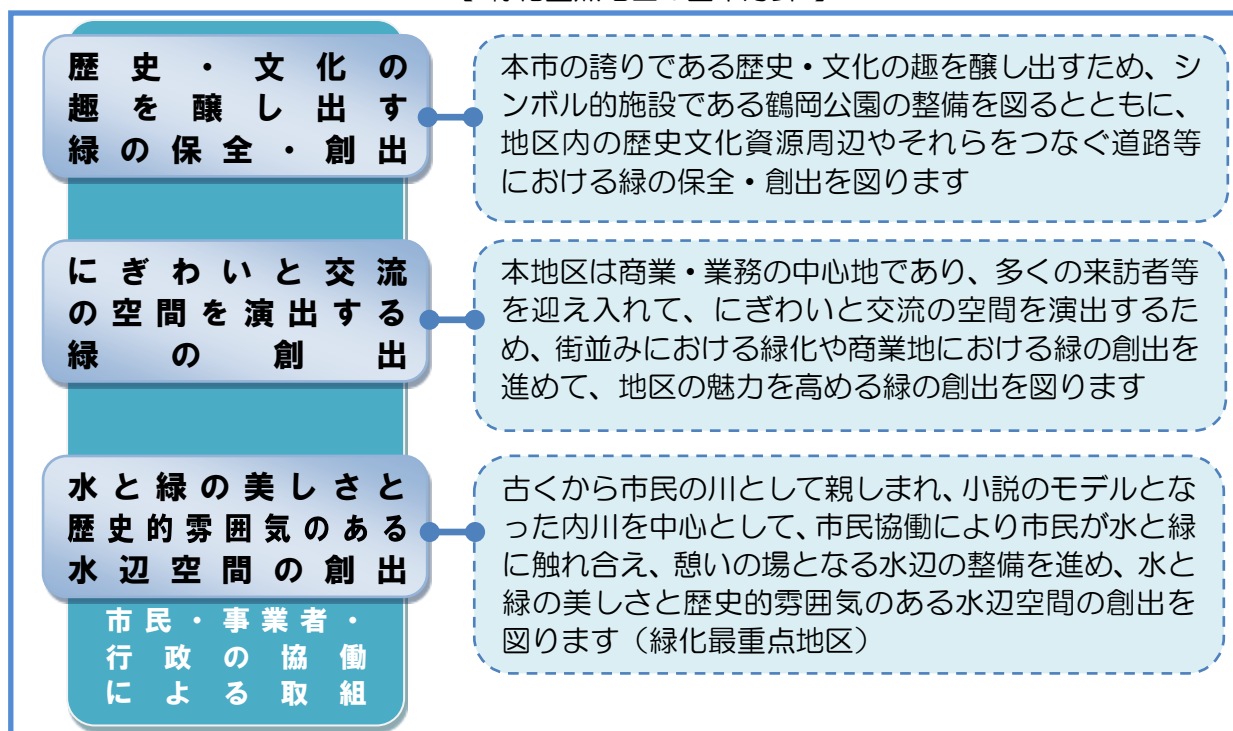 歴史・文化の
趣を醸し出す
緑の保全・創出
本市の誇りである歴史・文化の趣を醸し出すため、シ
ンボル的施設である鶴岡公園の整備を図るとともに、
地区内の歴史文化資源周辺やそれらをつなぐ道路等
における緑の保全・創出を図ります
にぎわいと交流
の空間を演出する
緑の創出
本地区は商業・業務の中心地であり、多くの来訪者等
を迎え入れて、にぎわいと交流の空間を演出するた
め、街並みにおける緑化や商業地における緑の創出を
進めて、地区の魅力を高める緑の創出を図ります
水と緑の美しさと
歴史的雰囲気のある
水辺空間の創出
古くから市民の川として親しまれ、小説のモデルとな
った内川を中心として、市民協働により市民が水と緑
に触れ合え、憩いの場となる水辺の整備を進め、水と
緑の美しさと歴史的雰囲気のある水辺空間の創出を
図ります（緑化最重点地区）
市民・事業者・
行政の協働
による取組